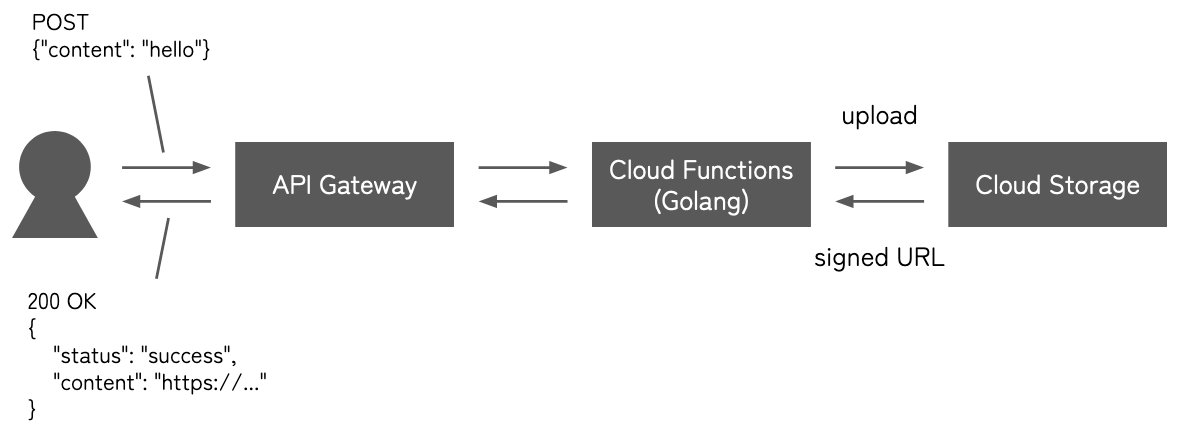 POST
{"content": "hello"}
API Gateway
Cloud Functions
(Golang)
upload
Cloud Storage
signed URL
200 OK
{
"status": "success",
"content": "https://..."
}